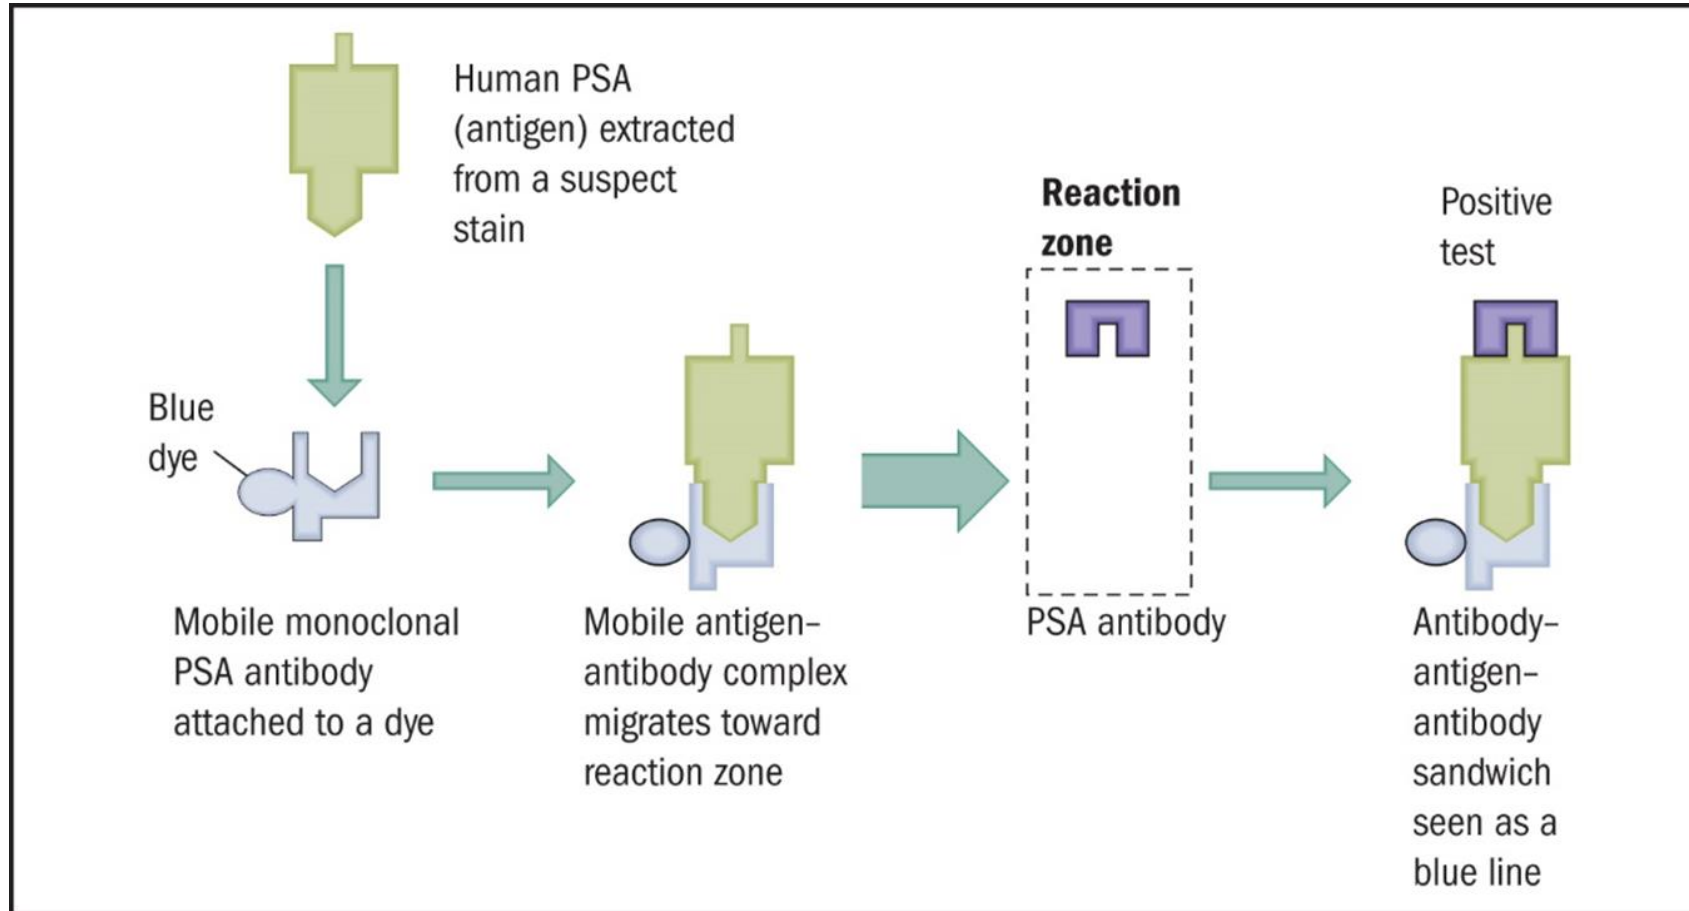 Human PSA
(antigen) extracted
from a suspect
stain
Blue
dye
Mobile monoclonal
PSA antibody
attached to a dye
Mobile antigen–
antibody complex
migrates toward
reaction zone
Reaction
zone
PSA antibody
Positive
test
Antibody–
antigen–
antibody
sandwich
seen as a
blue line